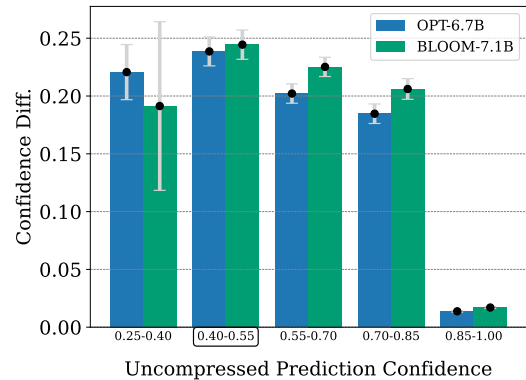 OPT-6.7B
BLOOM-7.1B
Confidence Diff.
0.25
0.20
0.15
0.10
0.05
0.00
0.25-0.40 0.40-0.55 0.55-0.70 0.70-0.85 0.85-1.00
Uncompressed Prediction Confidence